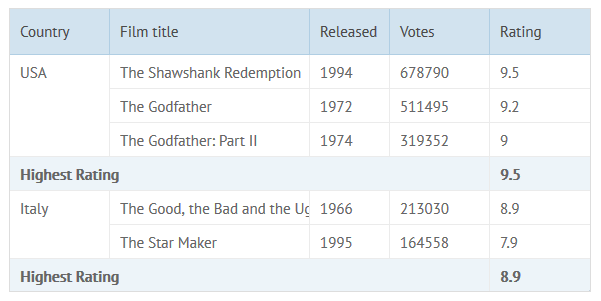 Country Film title Released Votes Rating
USA The Shawshank Redemption 1994 678790 9.5
The Godfather 1972 511495 9.2
The Godfather: Part II 1974 319352 9
Highest Rating 9.5
Italy The Good, the Bad and the Ug 1966 213030 8.9
The Star Maker 1995 164558 7.9
Highest Rating 8.9